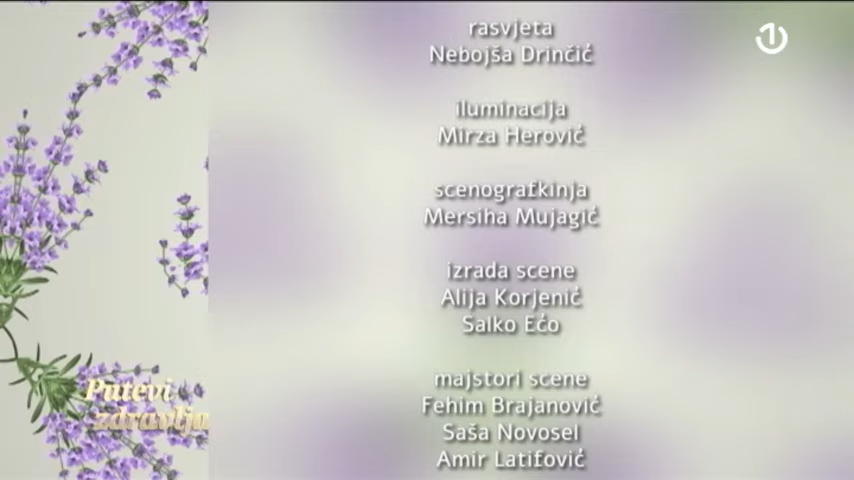 rasvjeta
Nebojša Drinčić
iluminacija
Mirza Herović
scenografkinja
Mersiha Mujagić
izrada scene
Alija Korjenić
Salko Ećo
majstori scene
Fehim Brajanović
Saša Novosel
Amir Latifović
Putevi
zdravlja
1